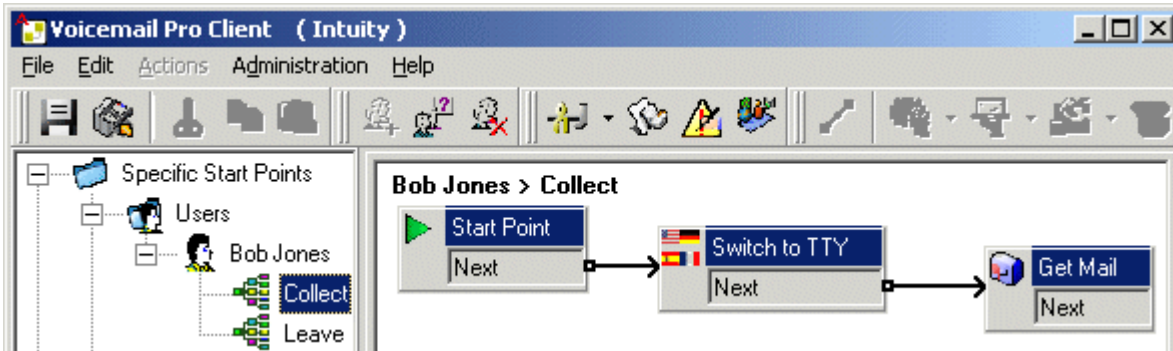 Voicemail Pro Client ( Intuity )
File Edit Actions Administration Help
Specific Start Points
Users
Bob Jones
Collect
Leave
Bob Jones > Collect
Start Point
Next
Switch to TTY
Next
Get Mail
Next